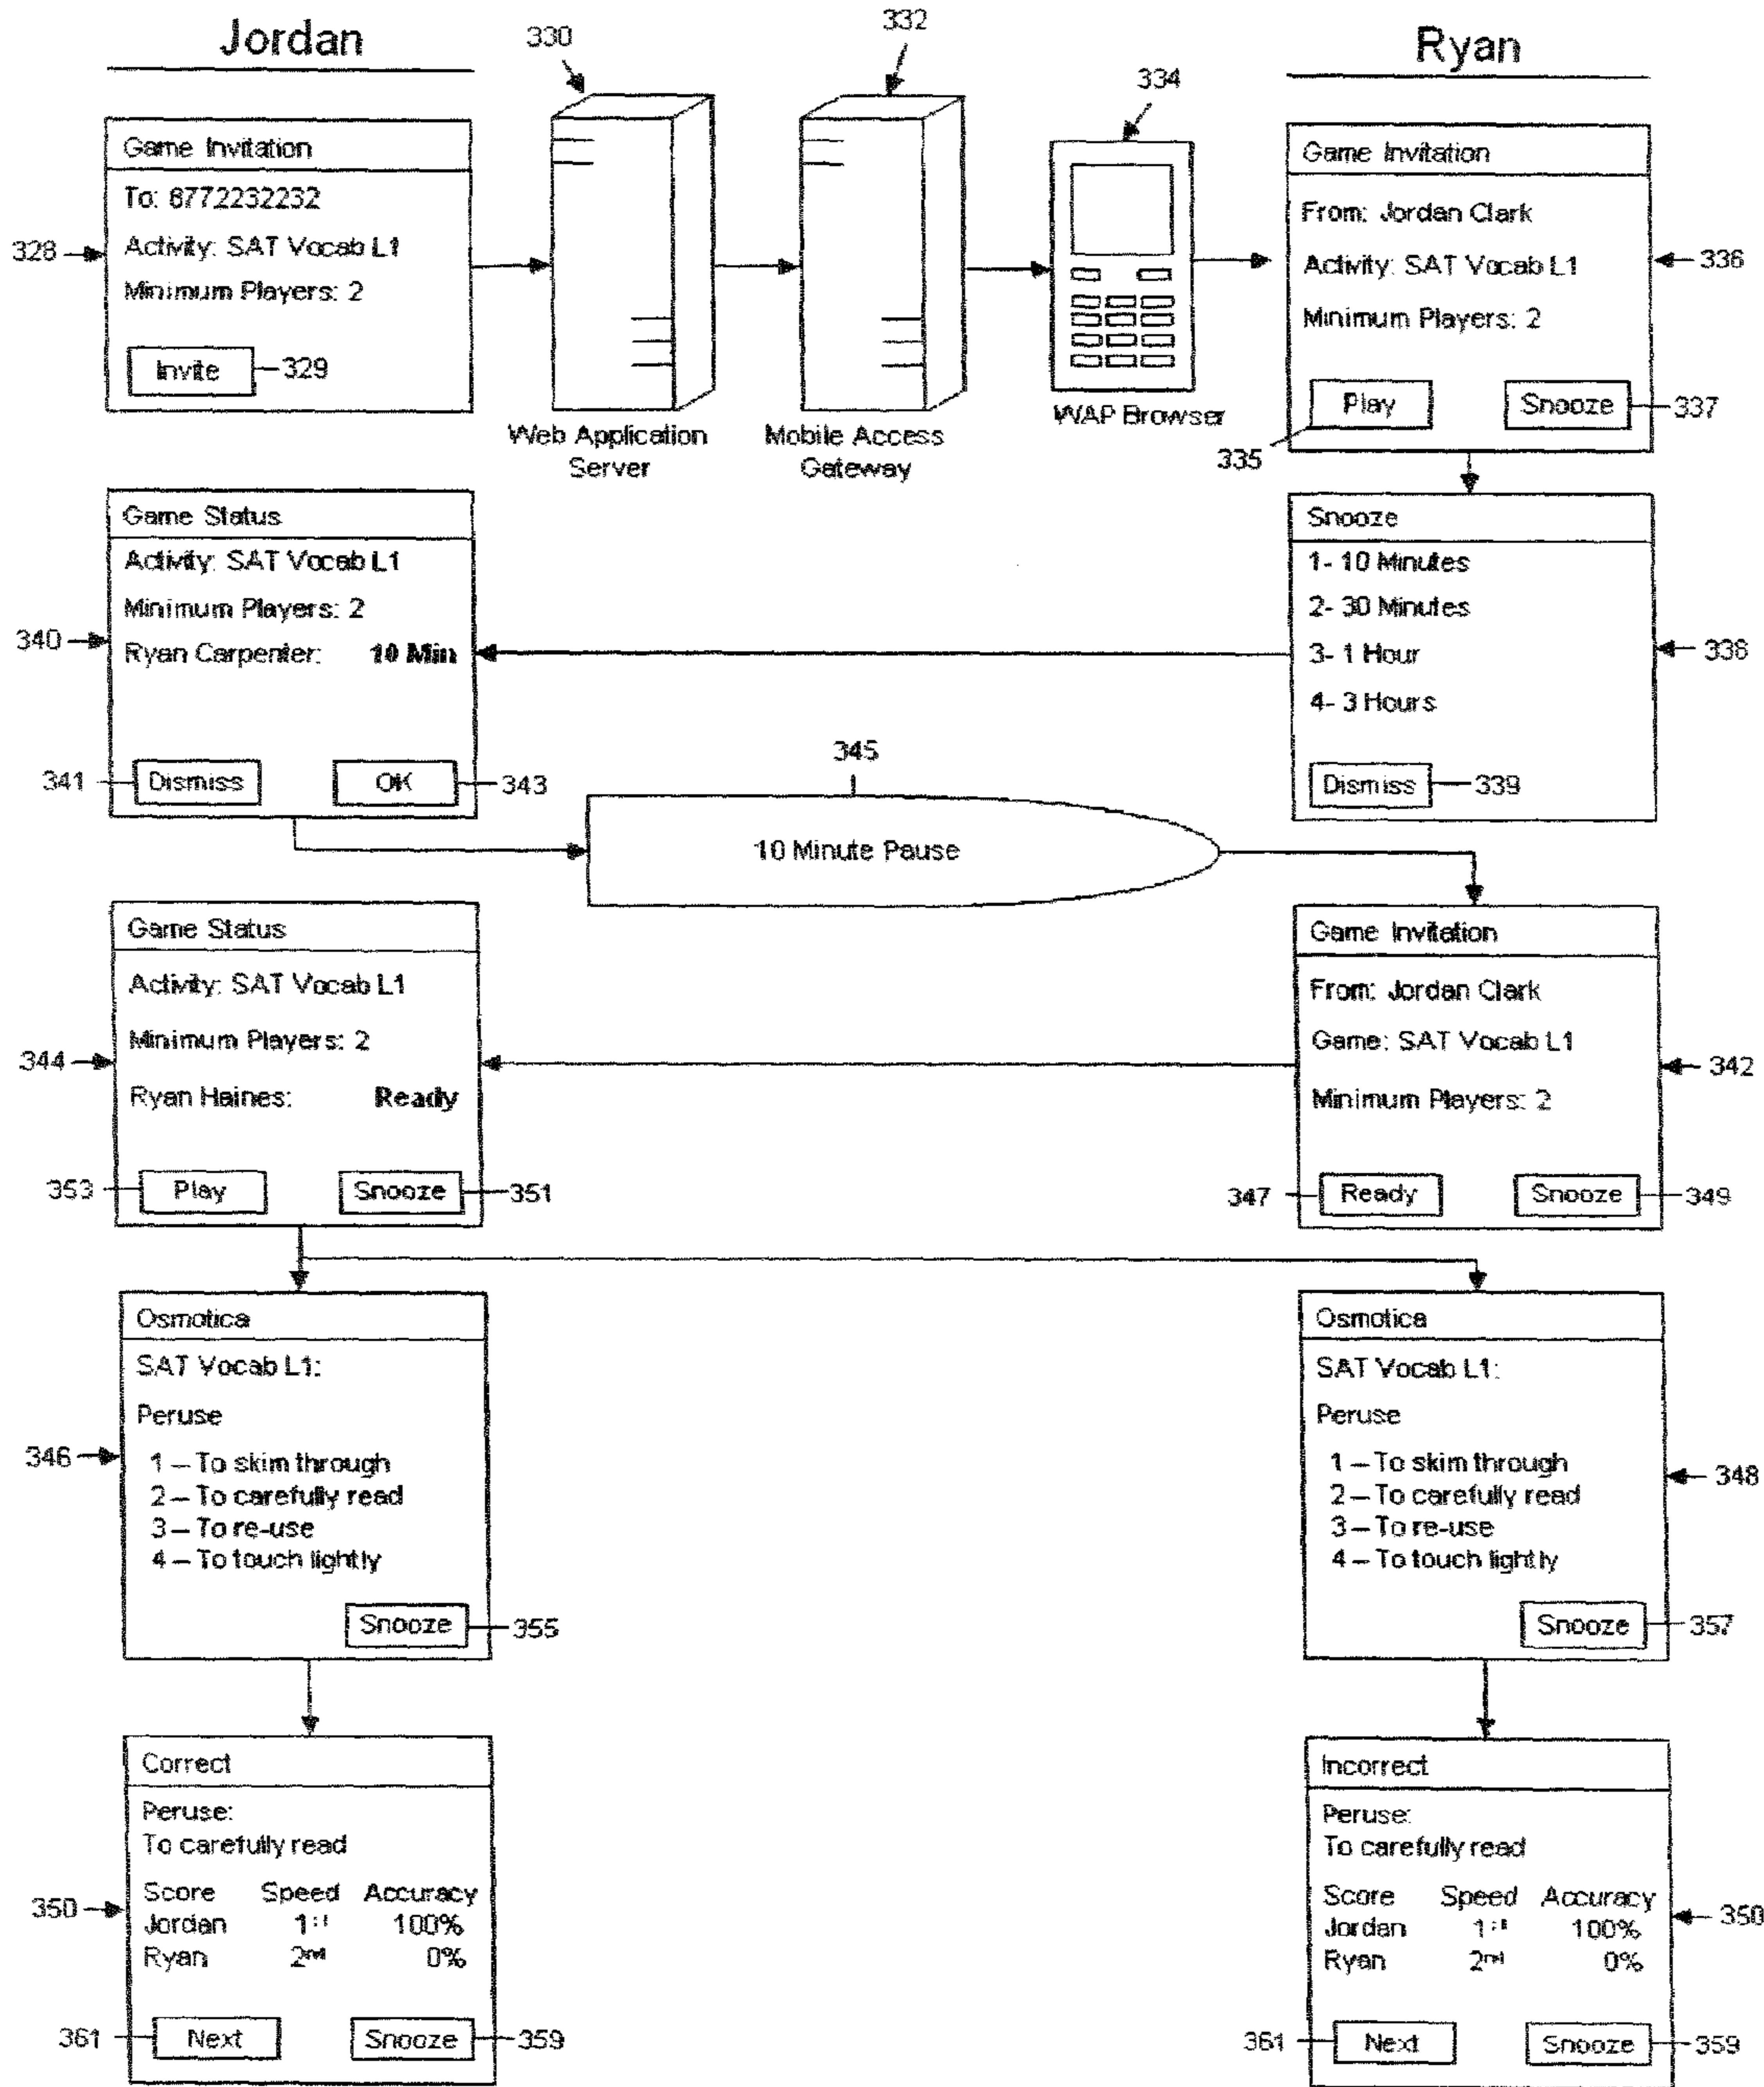 Jordan
330
332
Ryan
334
Game Invitation
To: 8772232232
Activity: SAT Vocab L1
Minimum Players: 2
Invite
328
329
Web Application
Server
Mobile Access
Gateway
WAP Browser
Game Invitation
From: Jordan Clark
Activity: SAT Vocab L1
Minimum Players: 2
Play
Snooze
336
335
337
Game Status
Activity: SAT Vocab L1
Minimum Players: 2
Ryan Carpenter: 10 Min
Dismiss
OK
340
341
343
Snooze
1- 10 Minutes
2- 30 Minutes
3- 1 Hour
4- 3 Hours
Dismiss
338
339
345
10 Minute Pause
Game Status
Activity: SAT Vocab L1
Minimum Players: 2
Ryan Haines: Ready
Play
Snooze
344
353
351
Game Invitation
From: Jordan Clark
Game: SAT Vocab L1
Minimum Players: 2
Ready
Snooze
342
347
349
Osmotica
SAT Vocab L1:
Peruse
1 – To skim through
2 – To carefully read
3 – To re-use
4 – To touch lightly
Snooze
346
355
Osmotica
SAT Vocab L1:
Peruse
1 – To skim through
2 – To carefully read
3 – To re-use
4 – To touch lightly
Snooze
348
357
Correct
Peruse:
To carefully read
Score Speed Accuracy
Jordan 1st 100%
Ryan 2nd 0%
Next
Snooze
350
361
359
Incorrect
Peruse:
To carefully read
Score Speed Accuracy
Jordan 1st 100%
Ryan 2nd 0%
Next
Snooze
350
361
359